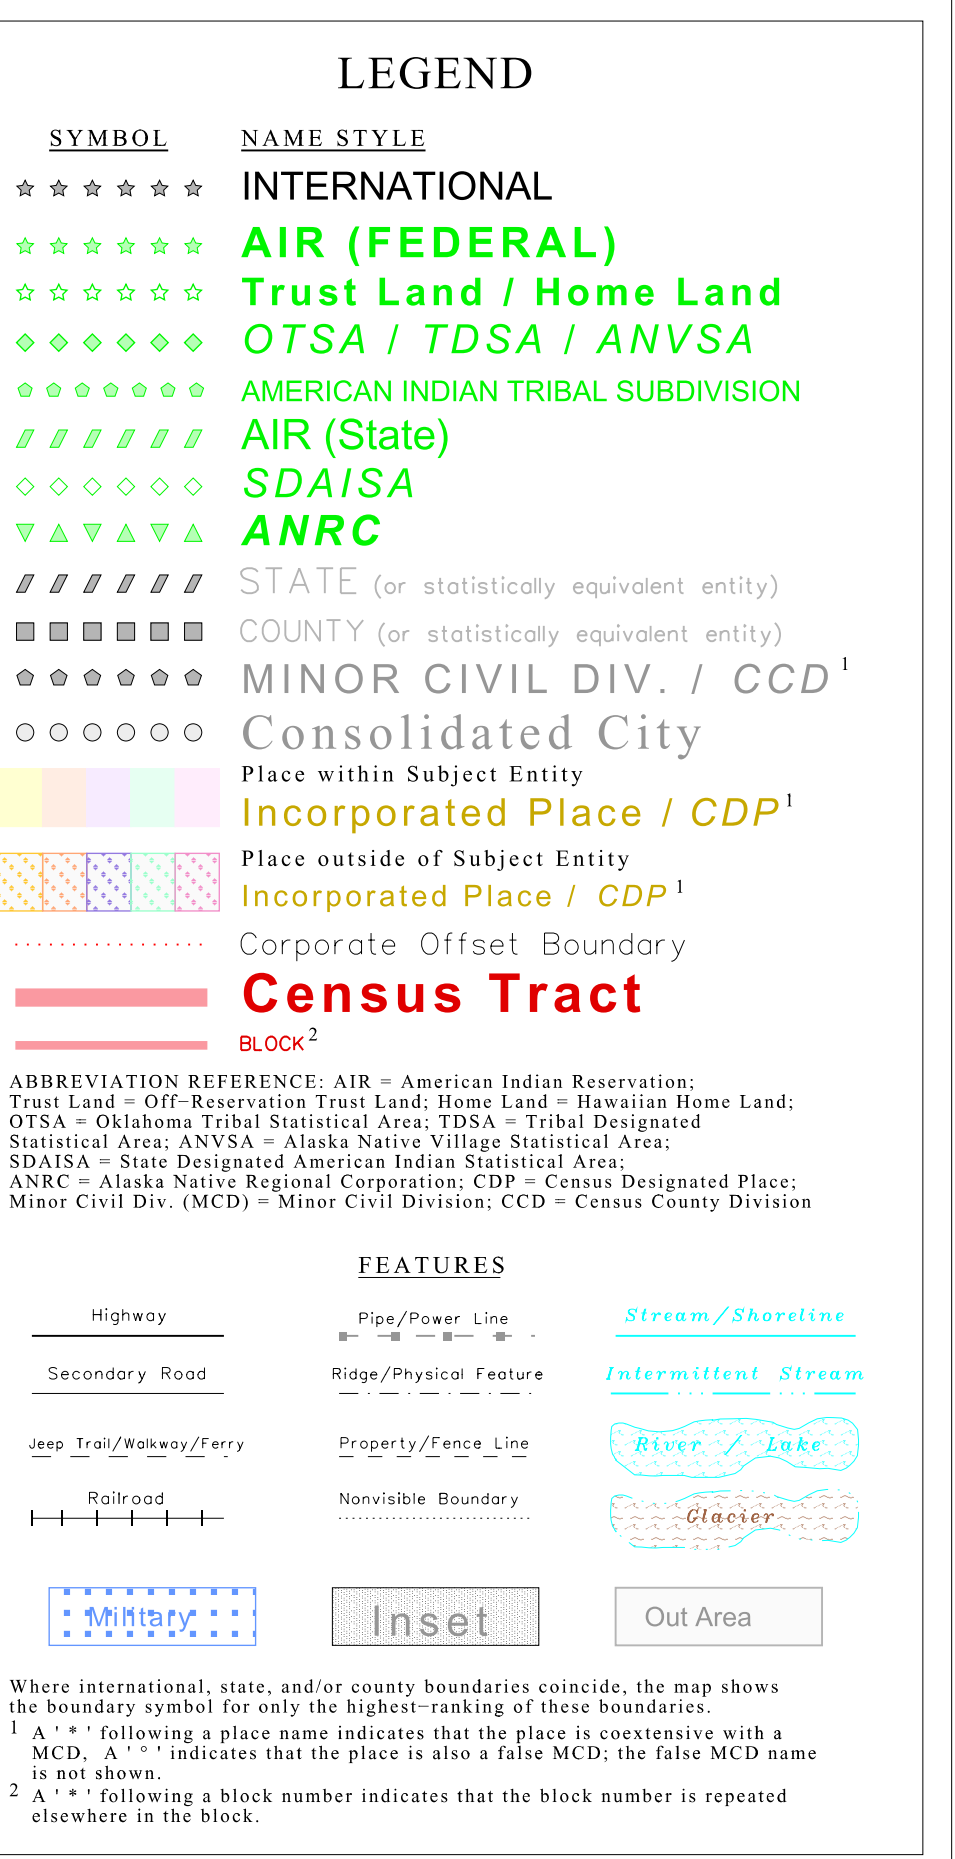 LEGEND
SYMBOL NAME STYLE
INTERNATIONAL
AIR (FEDERAL)
Trust Land / Home Land
OTSA / TDSA / ANVSA
AMERICAN INDIAN TRIBAL SUBDIVISION
AIR (State)
SDAISA
ANRC
STATE (or statistically equivalent entity)
COUNTY (or statistically equivalent entity)
MINOR CIVIL DIV. / CCD 1
Consolidated City
Place within Subject Entity
Incorporated Place / CDP 1
Place outside of Subject Entity
Incorporated Place / CDP 1
Corporate Offset Boundary
Census Tract
BLOCK 2
ABBREVIATION REFERENCE: AIR = American Indian Reservation;
Trust Land = Off−Reservation Trust Land; Home Land = Hawaiian Home Land;
OTSA = Oklahoma Tribal Statistical Area; TDSA = Tribal Designated
Statistical Area; ANVSA = Alaska Native Village Statistical Area;
SDAISA = State Designated American Indian Statistical Area;
ANRC = Alaska Native Regional Corporation; CDP = Census Designated Place;
Minor Civil Div. (MCD) = Minor Civil Division; CCD = Census County Division
FEATURES
Highway
Secondary Road
Jeep Trail/Walkway/Ferry
Railroad
Pipe/Power Line
Ridge/Physical Feature
Property/Fence Line
Nonvisible Boundary
Stream/Shoreline
Intermittent Stream
River / Lake
Glacier
Military
Inset
Out Area
Where international, state, and/or county boundaries coincide, the map shows
the boundary symbol for only the highest−ranking of these boundaries.
1 A ' * ' following a place name indicates that the place is coextensive with a
MCD, A ' ° ' indicates that the place is also a false MCD; the false MCD name
is not shown.
2 A ' * ' following a block number indicates that the block number is repeated
elsewhere in the block.